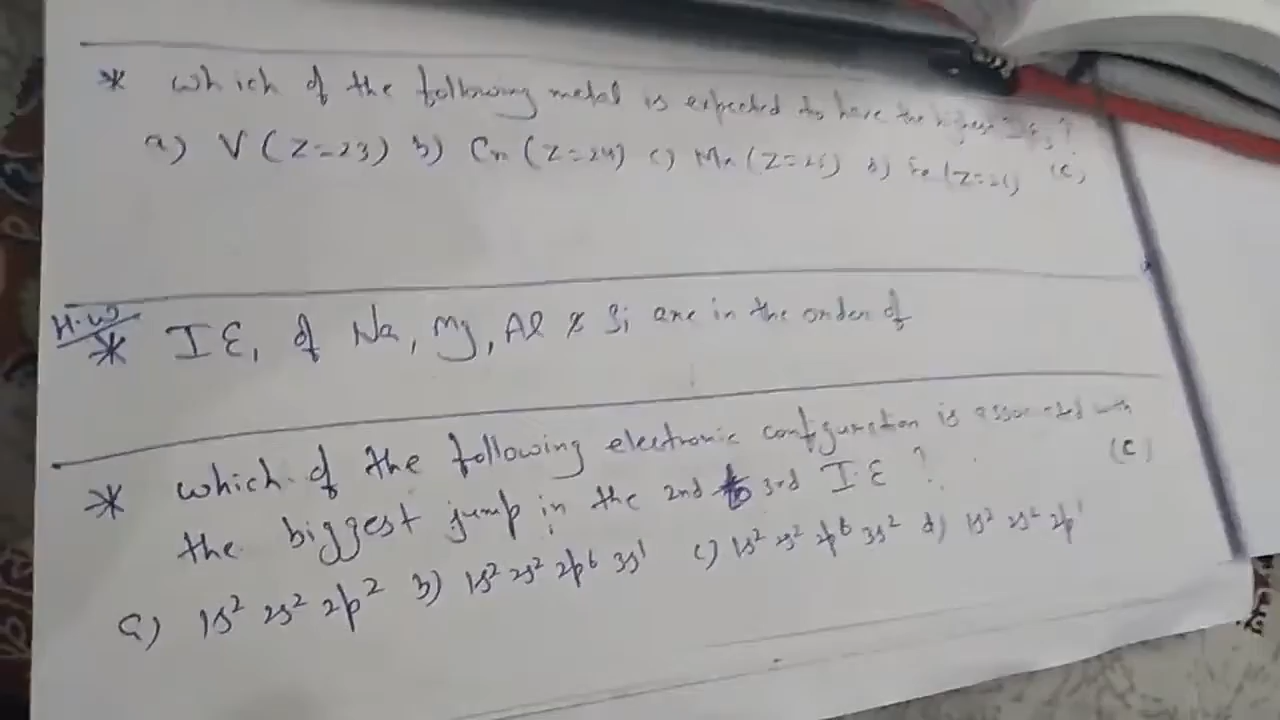 * Which of the following metal is expected to have the highest IE3?
a) V (Z=23) b) Cr (Z=24) c) Mn (Z=25) d) Fe (Z=26) (c)
H.W
* IE, of Na, Mg, Al & Si are in the order of
* which of the following electronic configuration is associated with
the biggest jump in the 2nd to 3rd I.E ? (c)
a) 1s² 2s² 2p² b) 1s² 2s² 2p⁶ 3s¹ c) 1s² 2s² 2p⁶ 3s² d) 1s² 2s² 2p¹